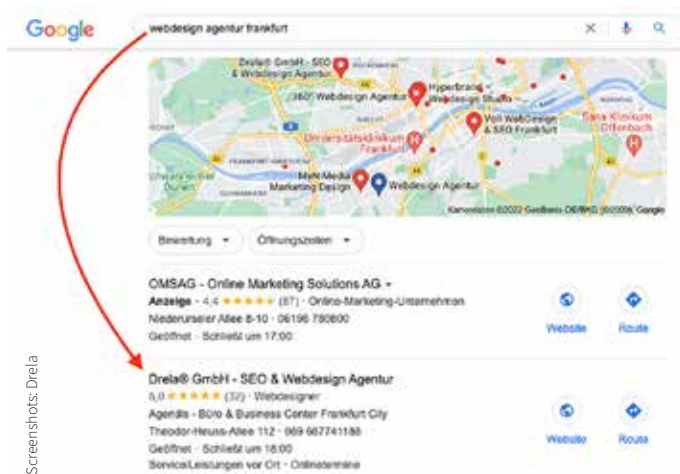 Google
webdesign agentur frankfurt
Drela® GmbH - SEO
& Webdesign Agentur
360° Webdesign Agentur
Hyperbrand
Webdesign Studio
Voll WebDesign
& SEO Frankfurt
Sana Klinikum
Offenbach
Universitätsklinikum
Frankfurt
MyN Media
Marketing Design
Webdesign Agentur
Kartendaten ©2022 GeoBasis-DE/BKG (©2009), Google
Bewertung
Öffnungszeiten
OMSAG - Online Marketing Solutions AG
Anzeige · 4,4 (87) · Online-Marketing-Unternehmen
Niederurseler Allee 8-10 · 06196 780800
Geöffnet · Schließt um 17:00
Website
Route
Drela® GmbH - SEO & Webdesign Agentur
5,0 (32) · Webdesigner
Agendis - Büro & Business Center Frankfurt City
Theodor-Heuss-Allee 112 · 069 667741188
Geöffnet · Schließt um 18:00
Serviceleistungen vor Ort · Onlinetermine
Website
Route
Screenshots: Drela